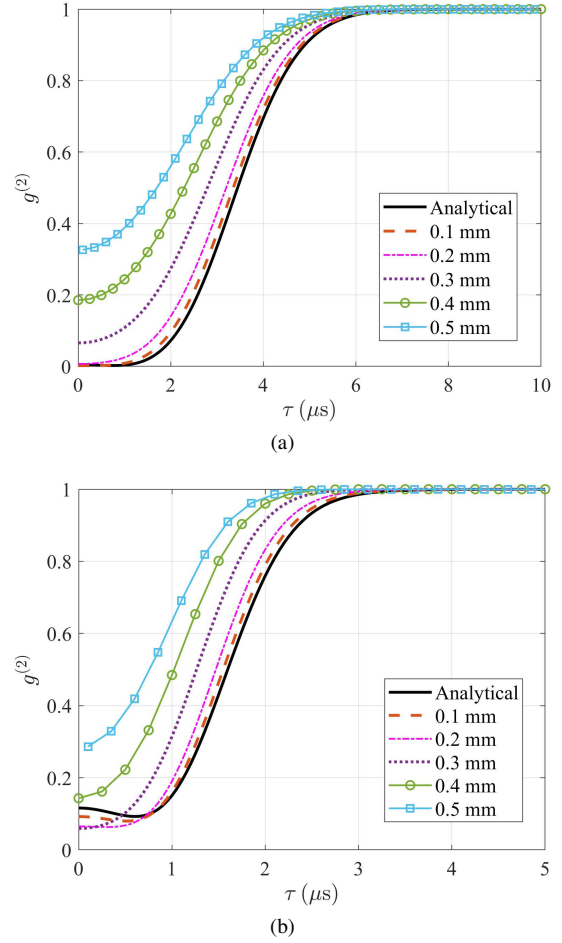 1
0.8
0.6
0.4
0.2
0
g^{(2)}
Analytical
0.1 mm
0.2 mm
0.3 mm
0.4 mm
0.5 mm
0 2 4 6 8 10
τ (μs)
(a)
1
0.8
0.6
0.4
0.2
0
g^{(2)}
Analytical
0.1 mm
0.2 mm
0.3 mm
0.4 mm
0.5 mm
0 1 2 3 4 5
τ (μs)
(b)